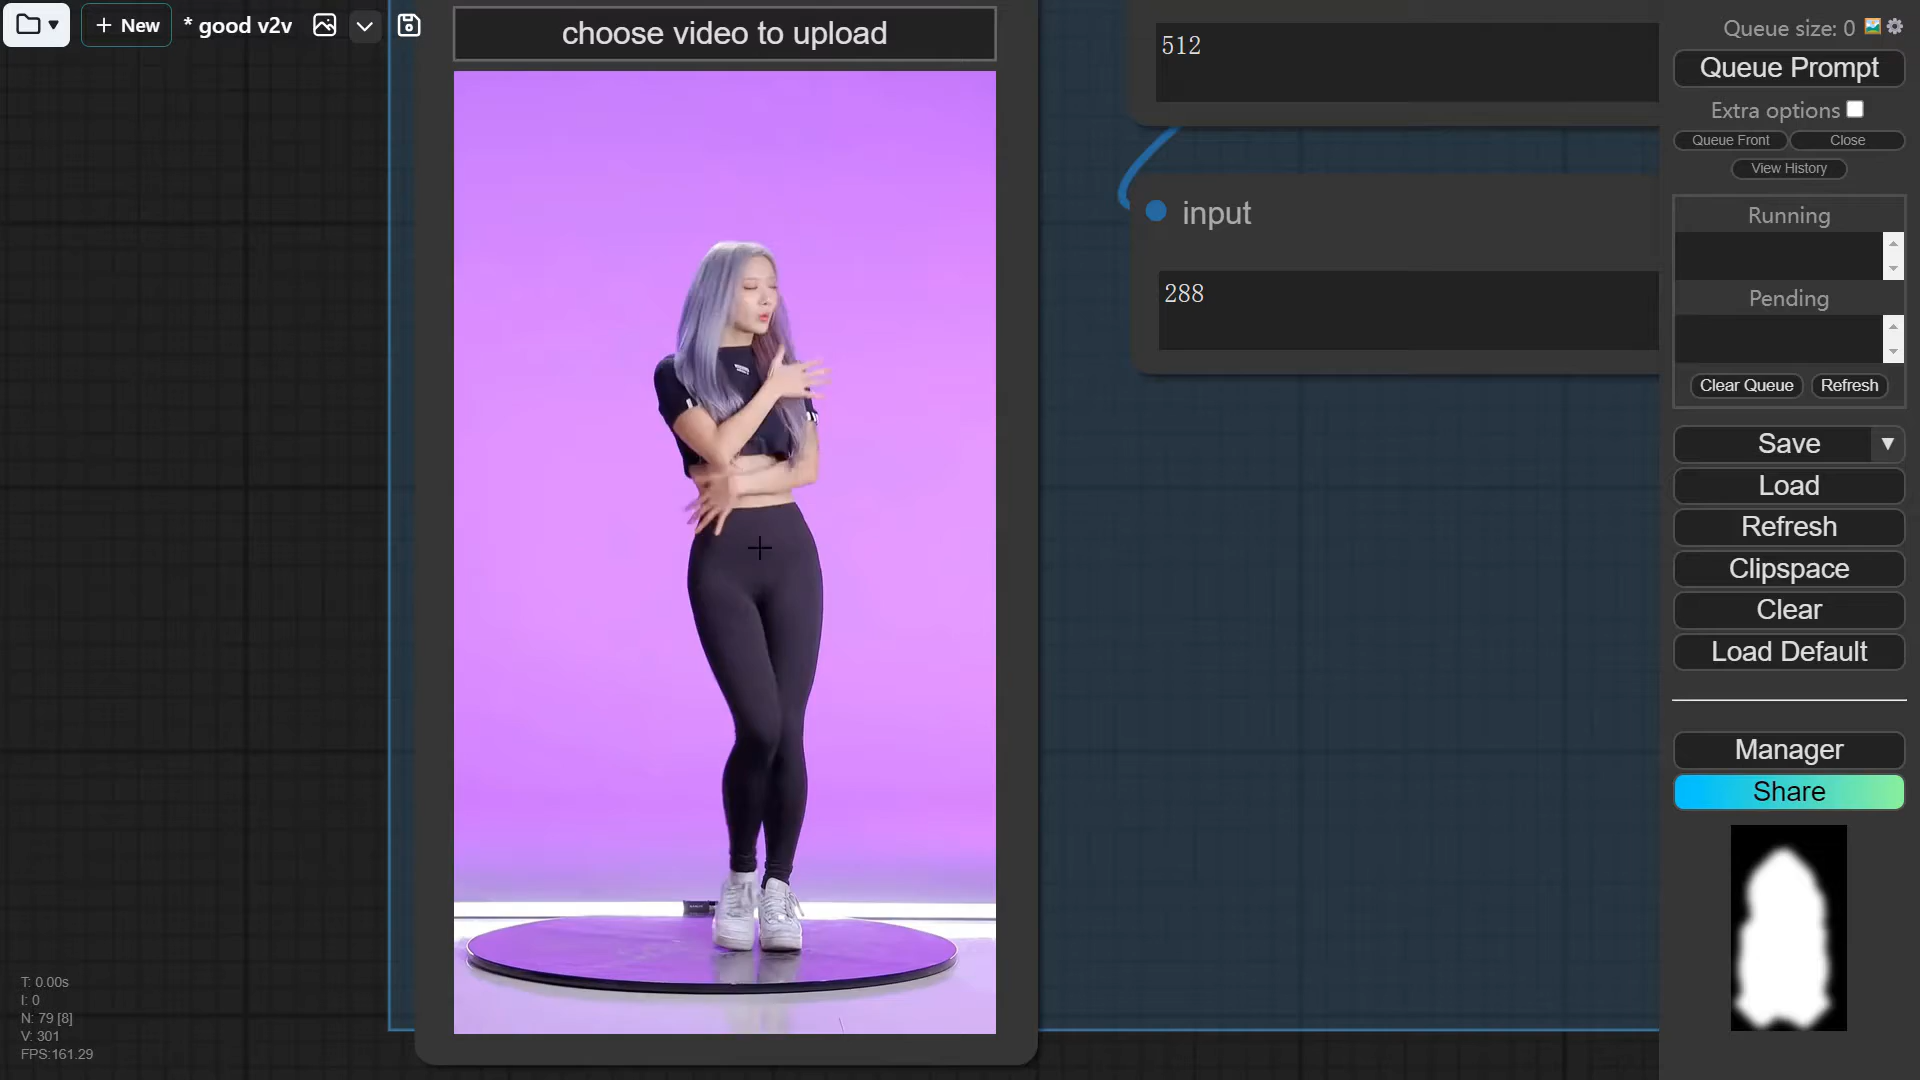 + New
* good v2v
choose video to upload
512
input
288
Queue size: 0
Queue Prompt
Extra options
Queue Front
Close
View History
Running
Pending
Clear Queue
Refresh
Save
Load
Refresh
Clipspace
Clear
Load Default
Manager
Share
T: 0.00s
I: 0
N: 79 [8]
V: 301
FPS:161.29